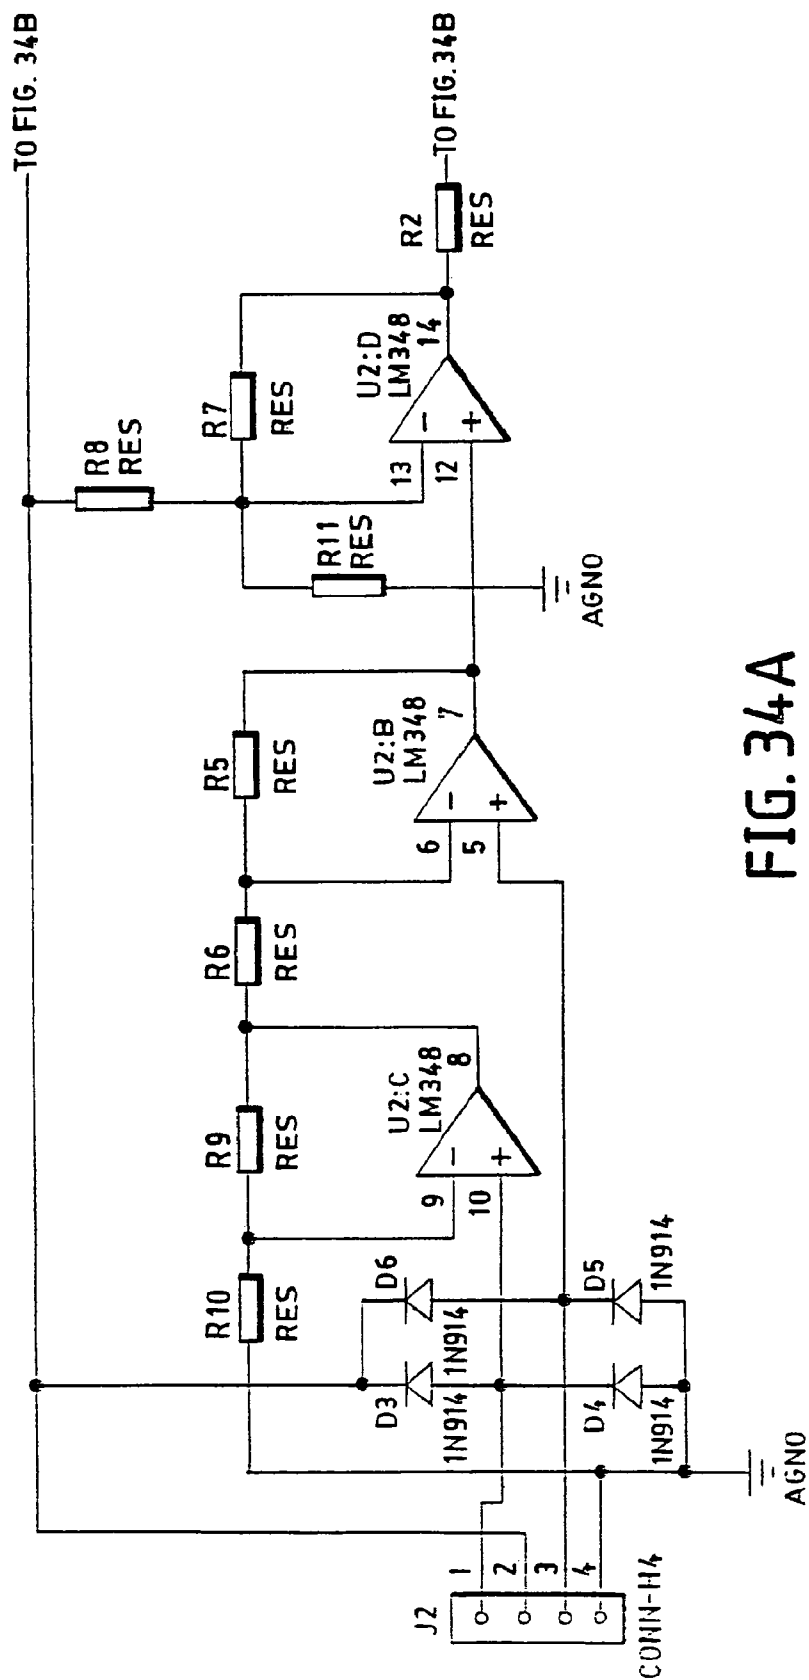 TO FIG. 34B
TO FIG. 34B
R2
RES
R8
RES
R7
RES
U2:D
LM348
14
13
12
R11
RES
AGND
R5
RES
U2:B
LM348
7
6
5
R6
RES
R9
RES
U2:C
LM348
8
9
10
R10
RES
D6
1N914
D5
1N914
D3
1N914
D4
1N914
AGND
J2
1
2
3
4
CONN-H4
FIG. 34A